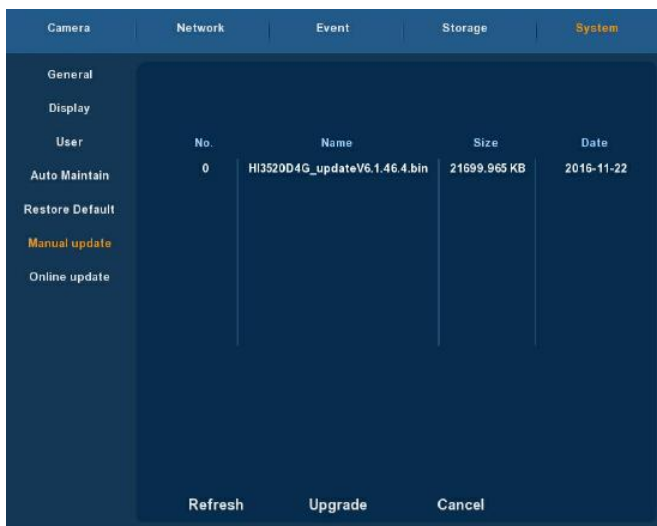 Camera Network Event Storage System
General
Display
User
Auto Maintain
Restore Default
Manual update
Online update
No. Name Size Date
0 HI3520D4G_updateV6.1.46.4.bin 21699.965 KB 2016-11-22
Refresh Upgrade Cancel